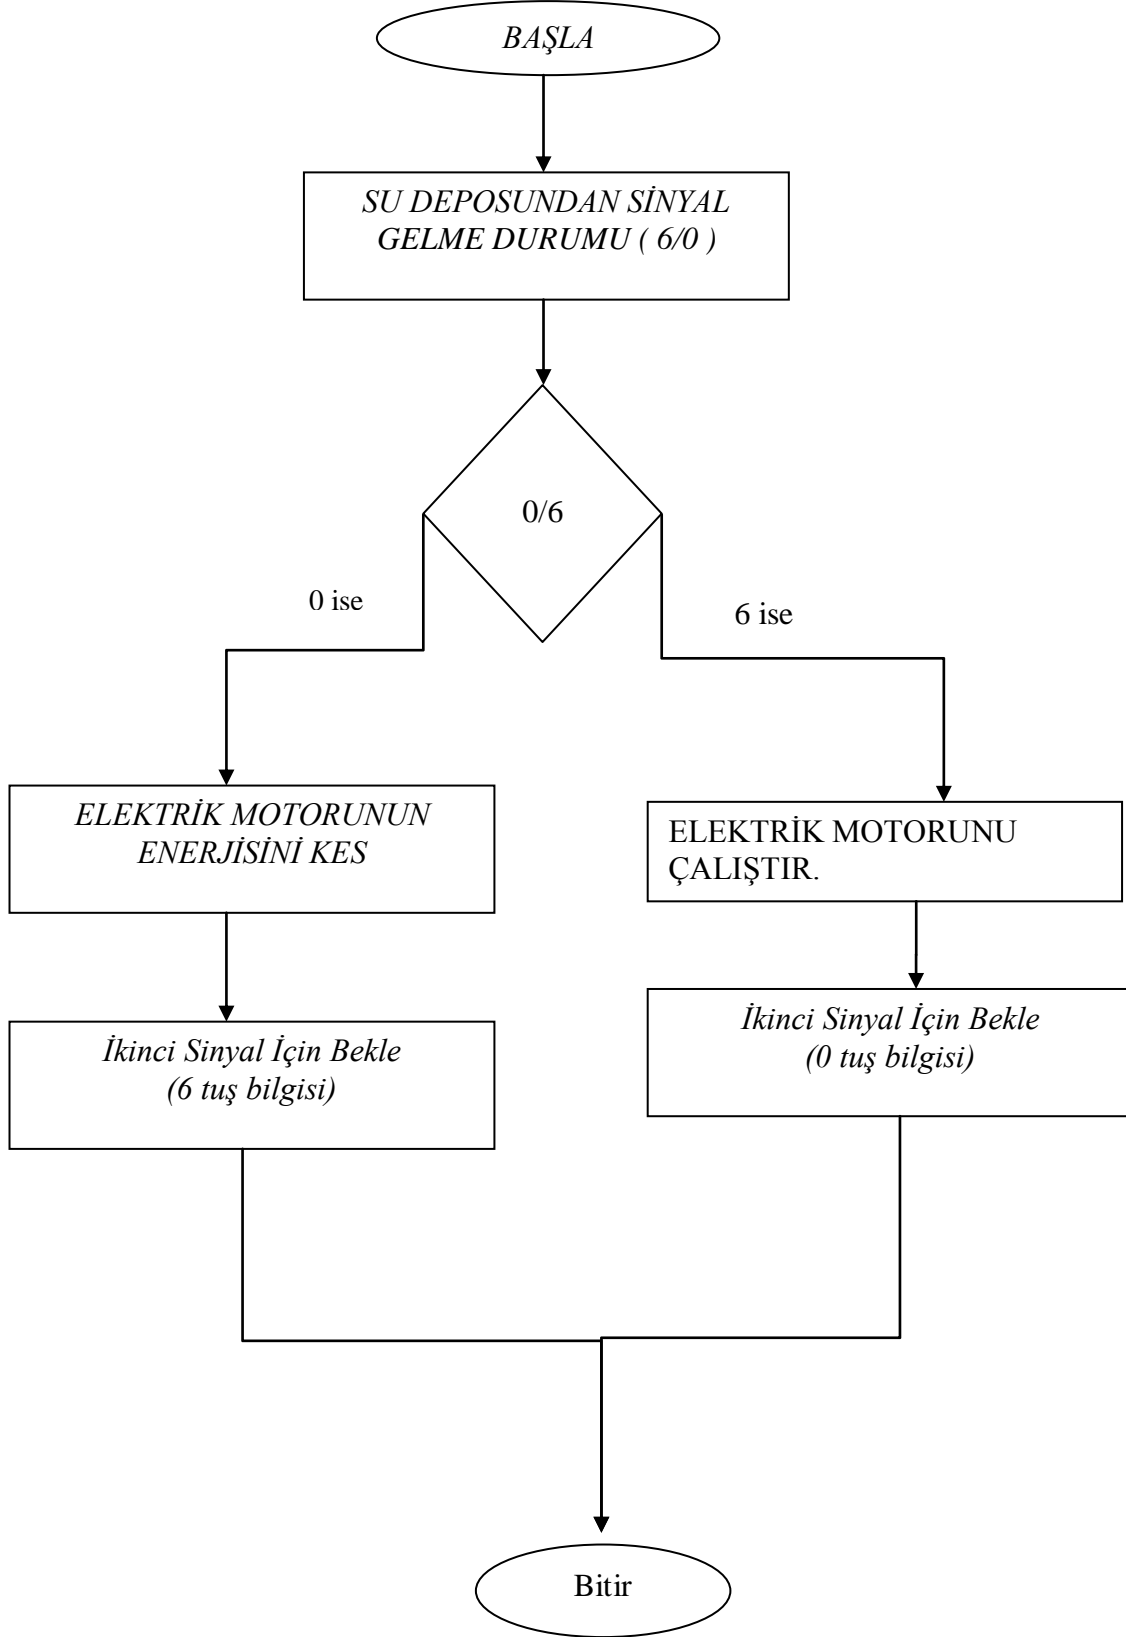 BAŞLA
SU DEPOSUNDAN SİNYAL
GELME DURUMU ( 6/0 )
0/6
0 ise
6 ise
ELEKTRİK MOTORUNUN
ENERJİSİNİ KES
ELEKTRİK MOTORUNU
ÇALIŞTIR.
İkinci Sinyal İçin Bekle
(6 tuş bilgisi)
İkinci Sinyal İçin Bekle
(0 tuş bilgisi)
Bitir